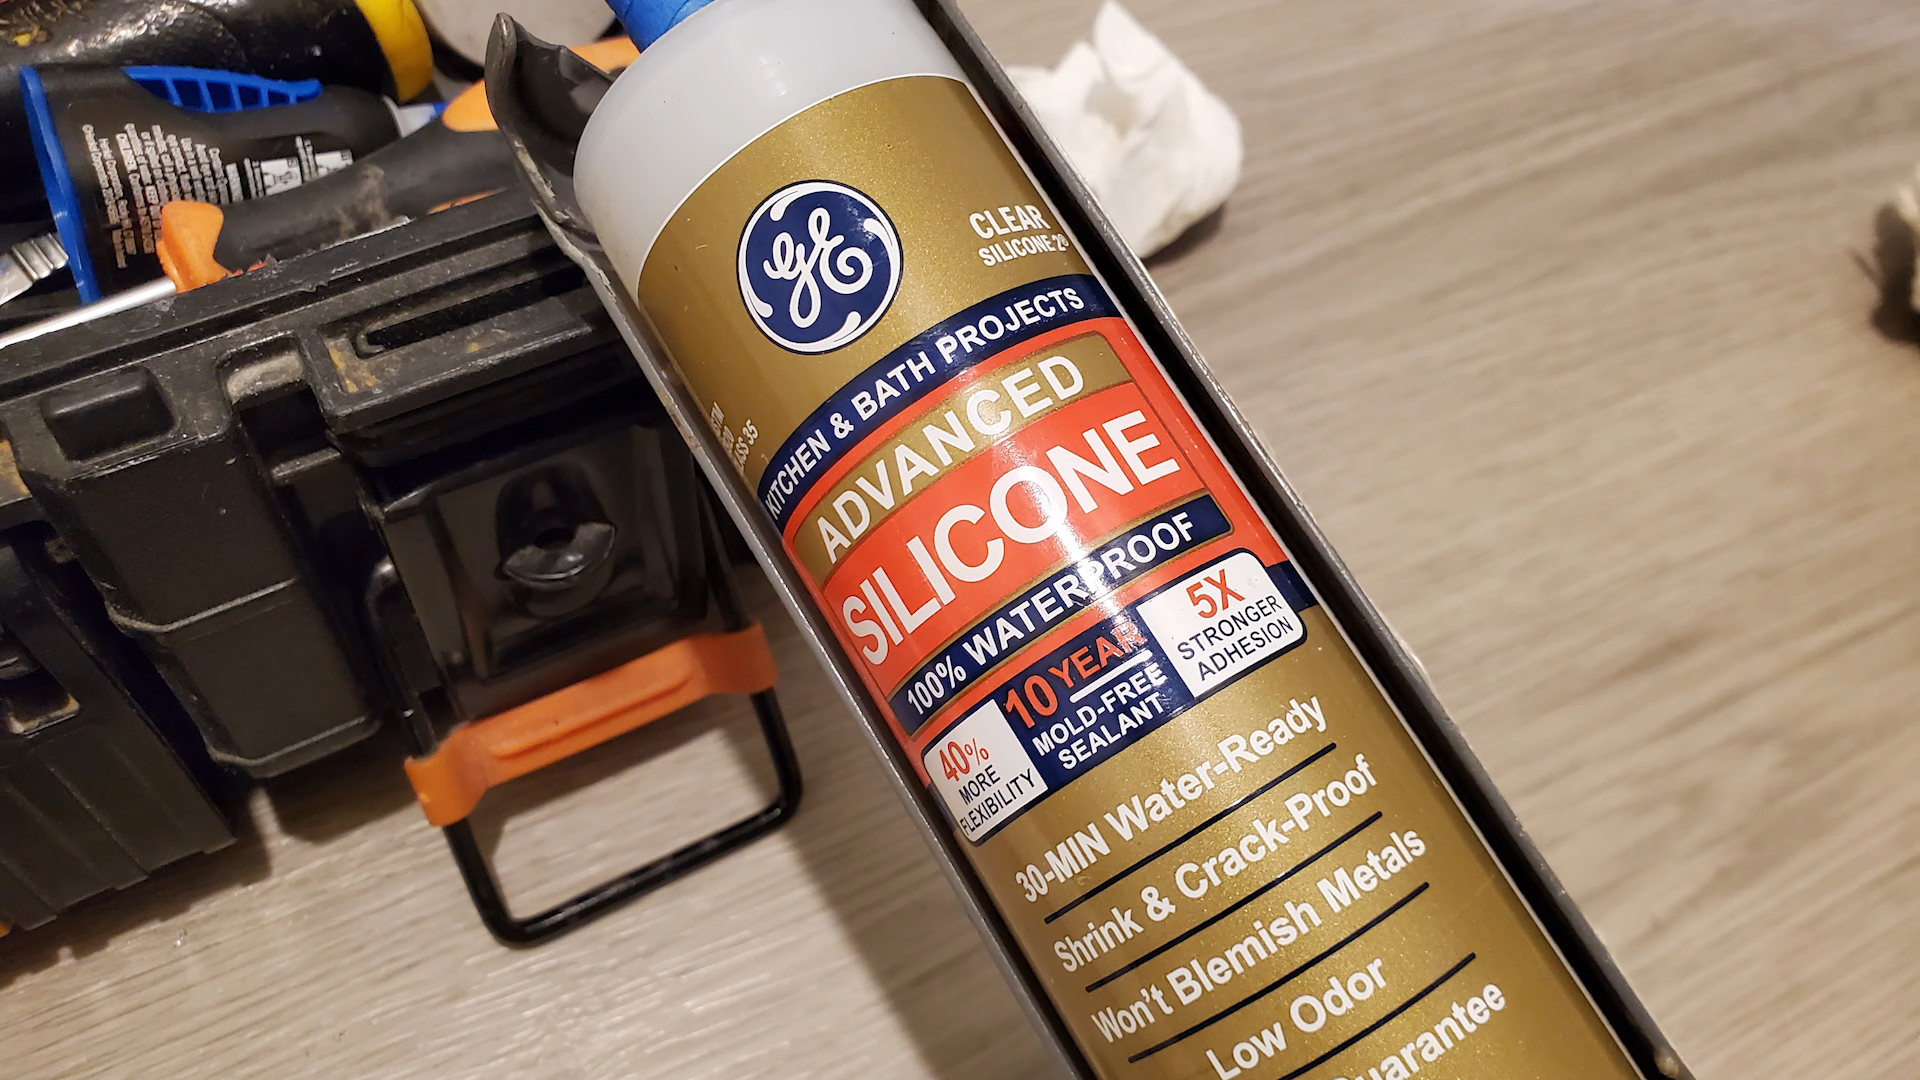 GE
CLEAR
SILICONE 2®
KITCHEN & BATH PROJECTS
ADVANCED
SILICONE
100% WATERPROOF
40%
MORE
FLEXIBILITY
10 YEAR
MOLD-FREE
SEALANT
5X
STRONGER
ADHESION
30-MIN Water-Ready
Shrink & Crack-Proof
Won't Blemish Metals
Low Odor